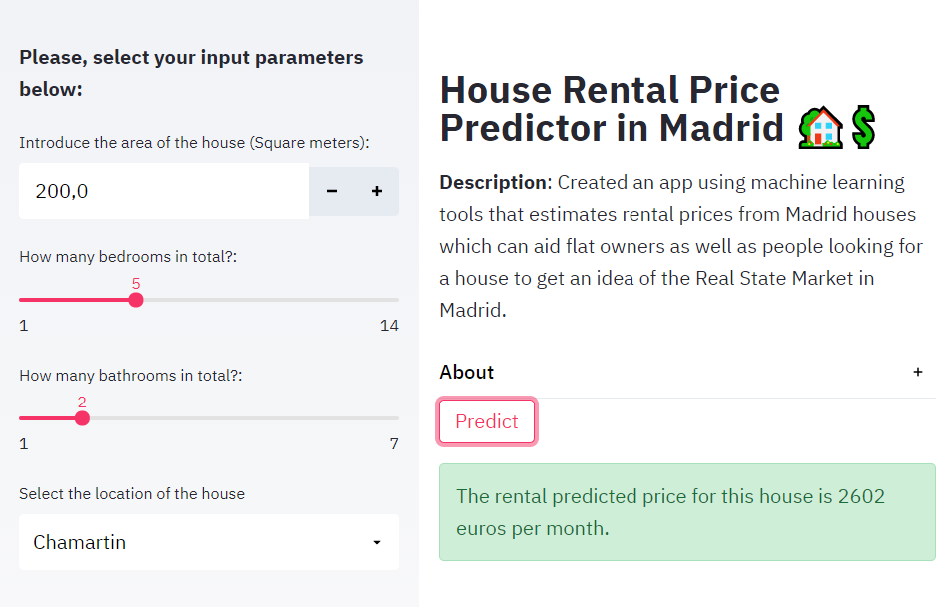 Please, select your input parameters
below:
Introduce the area of the house (Square meters):
200,0
How many bedrooms in total?:
5
1 14
How many bathrooms in total?:
2
1 7
Select the location of the house
Chamartin
House Rental Price
Predictor in Madrid
Description: Created an app using machine learning
tools that estimates rental prices from Madrid houses
which can aid flat owners as well as people looking for
a house to get an idea of the Real State Market in
Madrid.
About
Predict
The rental predicted price for this house is 2602
euros per month.